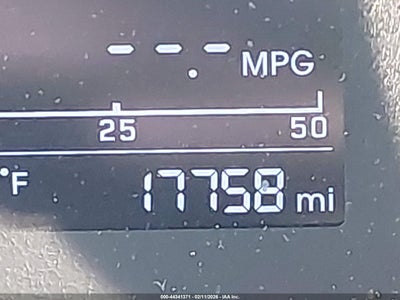 --.- MPG
25 50
°F 17758 mi
000-44341371 - 02/11/2026 - IAA Inc.